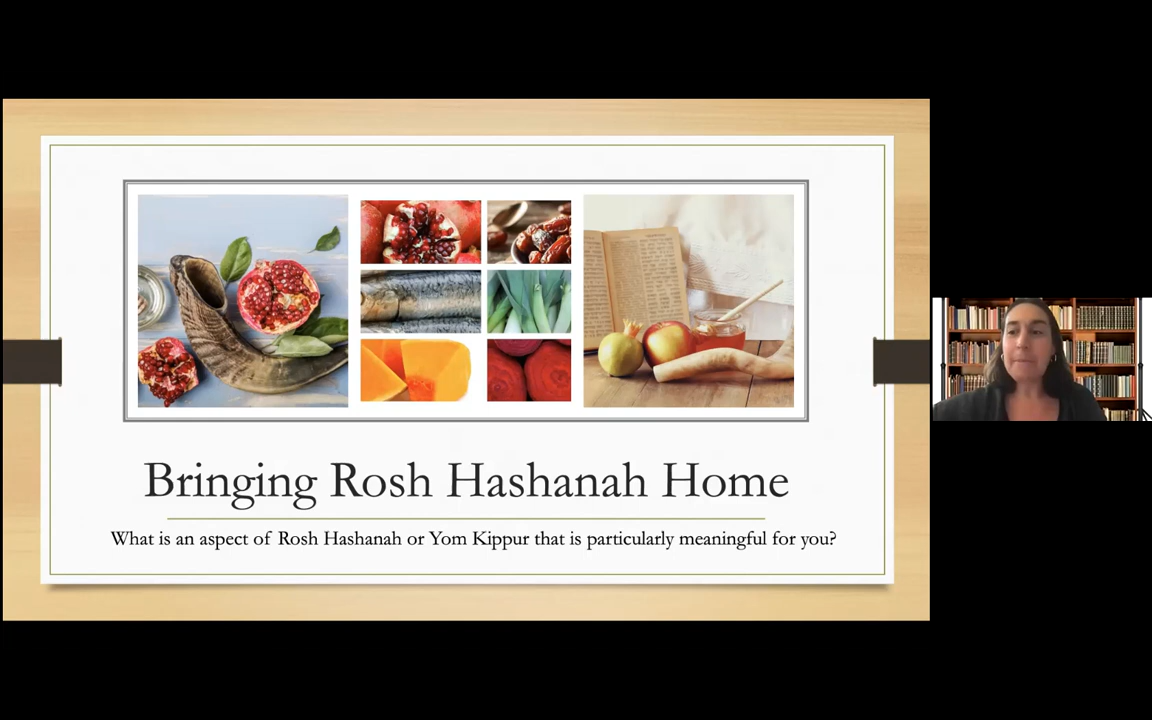 Bringing Rosh Hashanah Home
What is an aspect of Rosh Hashanah or Yom Kippur that is particularly meaningful for you?